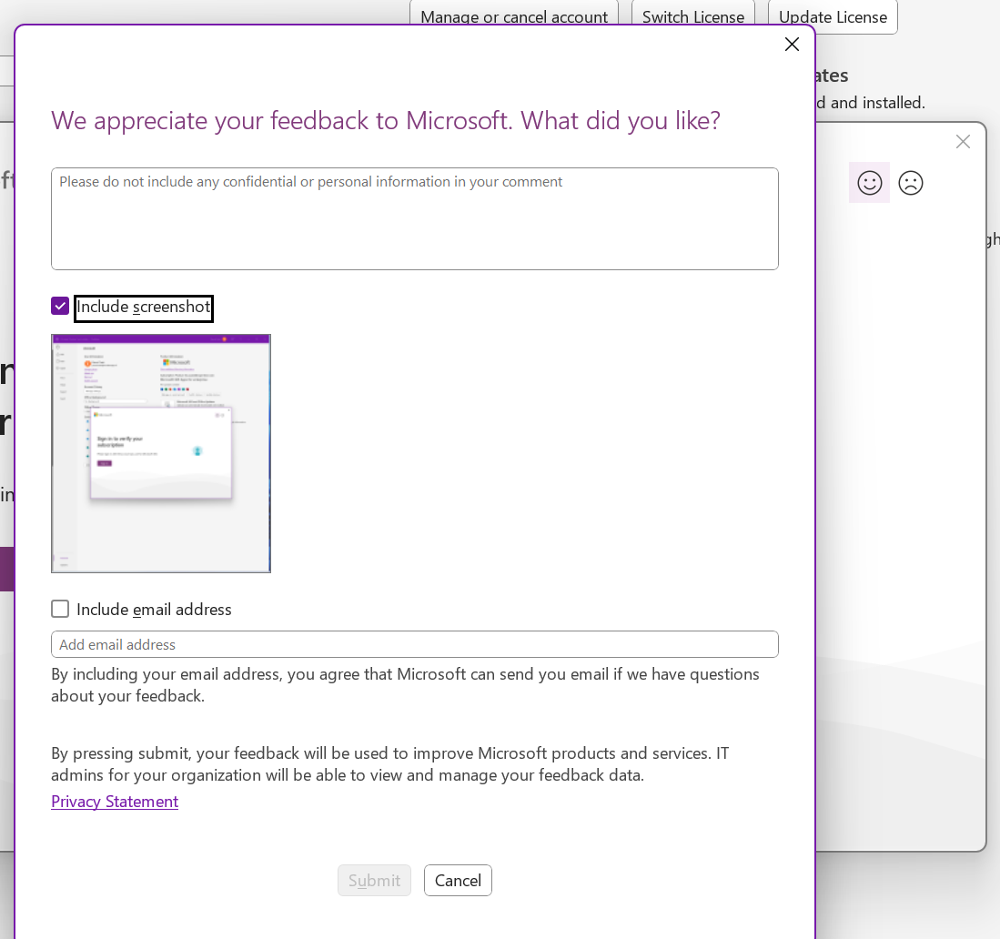 Manage or cancel account
Switch License
Update License
ates
d and installed.
We appreciate your feedback to Microsoft. What did you like?
Please do not include any confidential or personal information in your comment
Include screenshot
Microsoft
Sign in to verify your
subscription
Include email address
Add email address
By including your email address, you agree that Microsoft can send you email if we have questions
about your feedback.
By pressing submit, your feedback will be used to improve Microsoft products and services. IT
admins for your organization will be able to view and manage your feedback data.
Privacy Statement
Submit
Cancel